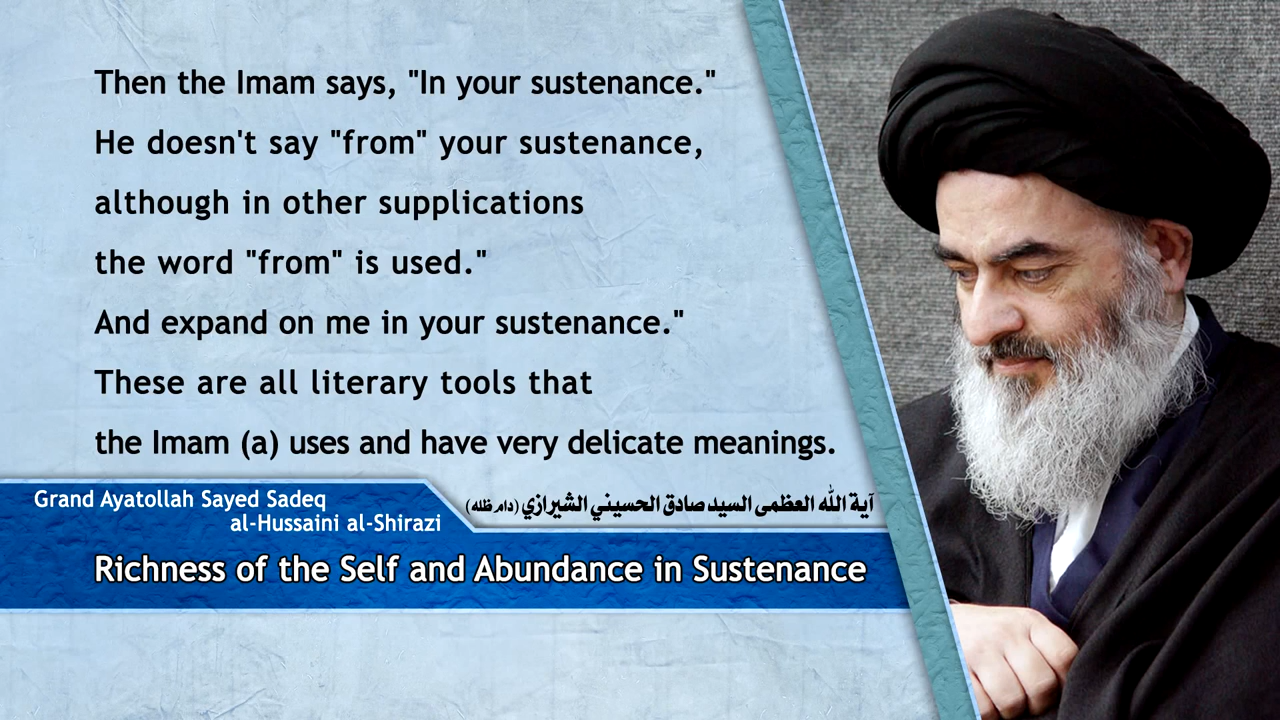 Then the Imam says, "In your sustenance."
He doesn't say "from" your sustenance,
although in other supplications
the word "from" is used."
And expand on me in your sustenance."
These are all literary tools that
the Imam (a) uses and have very delicate meanings.
Grand Ayatollah Sayed Sadeq
al-Hussaini al-Shirazi
آية الله العظمى السيد صادق الحسيني الشيرازي (دام ظله)
Richness of the Self and Abundance in Sustenance